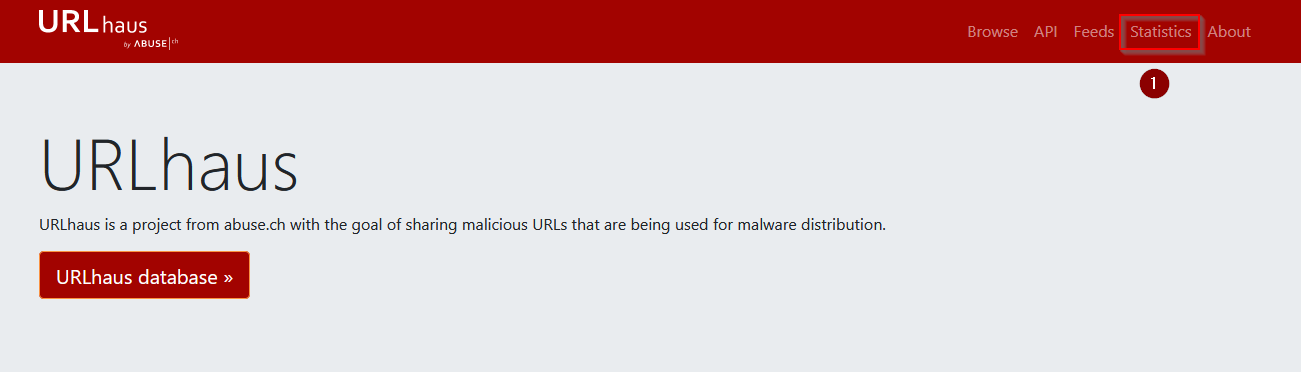 URLhaus
by ABUSE|ch
Browse API Feeds Statistics About
1
URLhaus
URLhaus is a project from abuse.ch with the goal of sharing malicious URLs that are being used for malware distribution.
URLhaus database »